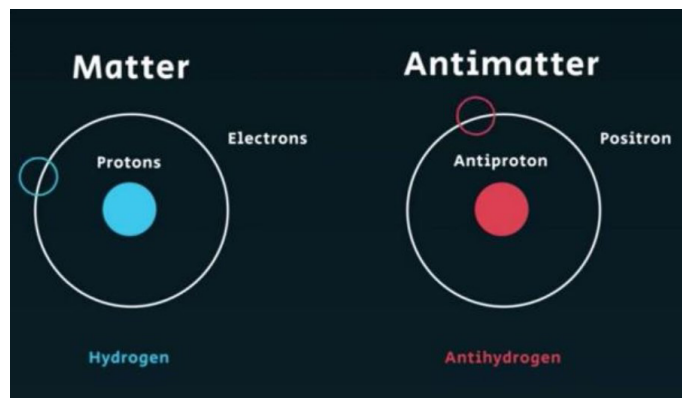 Matter
Antimatter
Electrons
Protons
Positron
Antiproton
Hydrogen
Antihydrogen